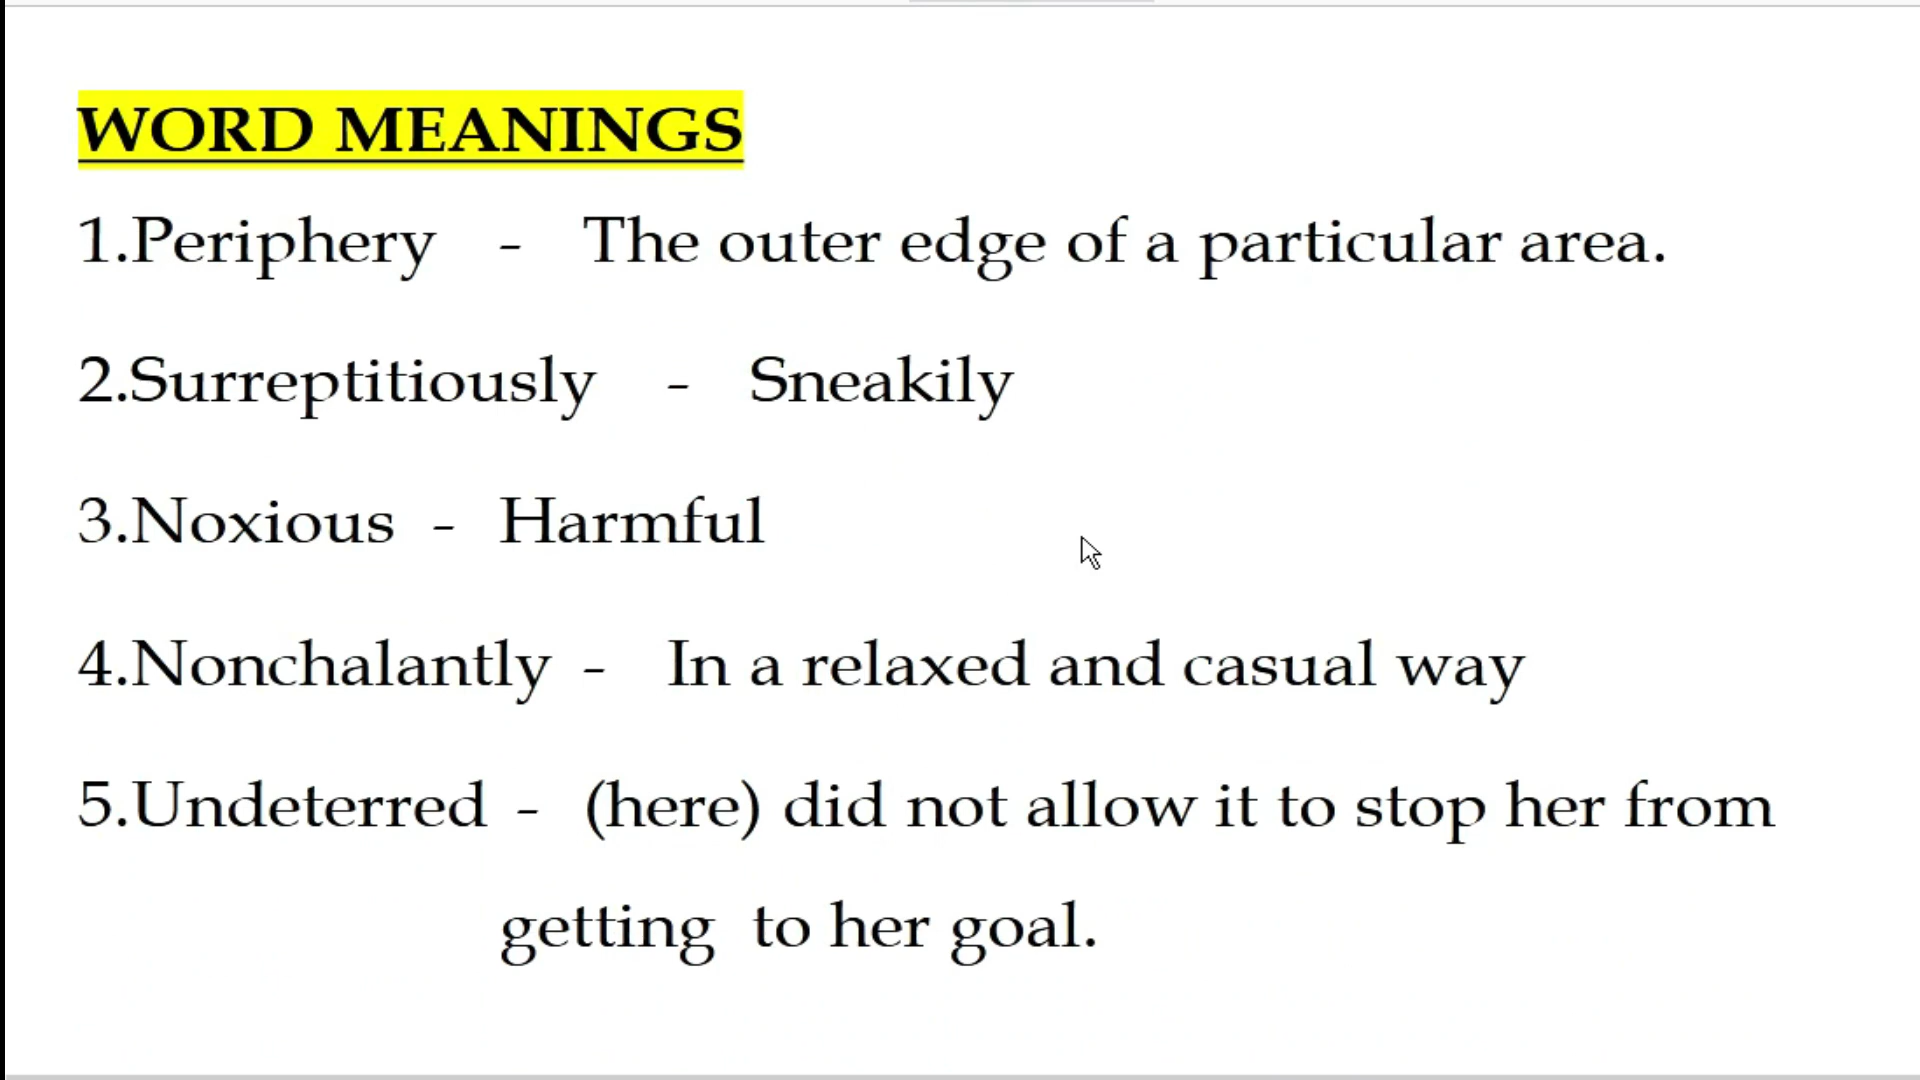 WORD MEANINGS
1.Periphery - The outer edge of a particular area.
2.Surreptitiously - Sneakily
3.Noxious - Harmful
4.Nonchalantly - In a relaxed and casual way
5.Undeterred - (here) did not allow it to stop her from
getting to her goal.